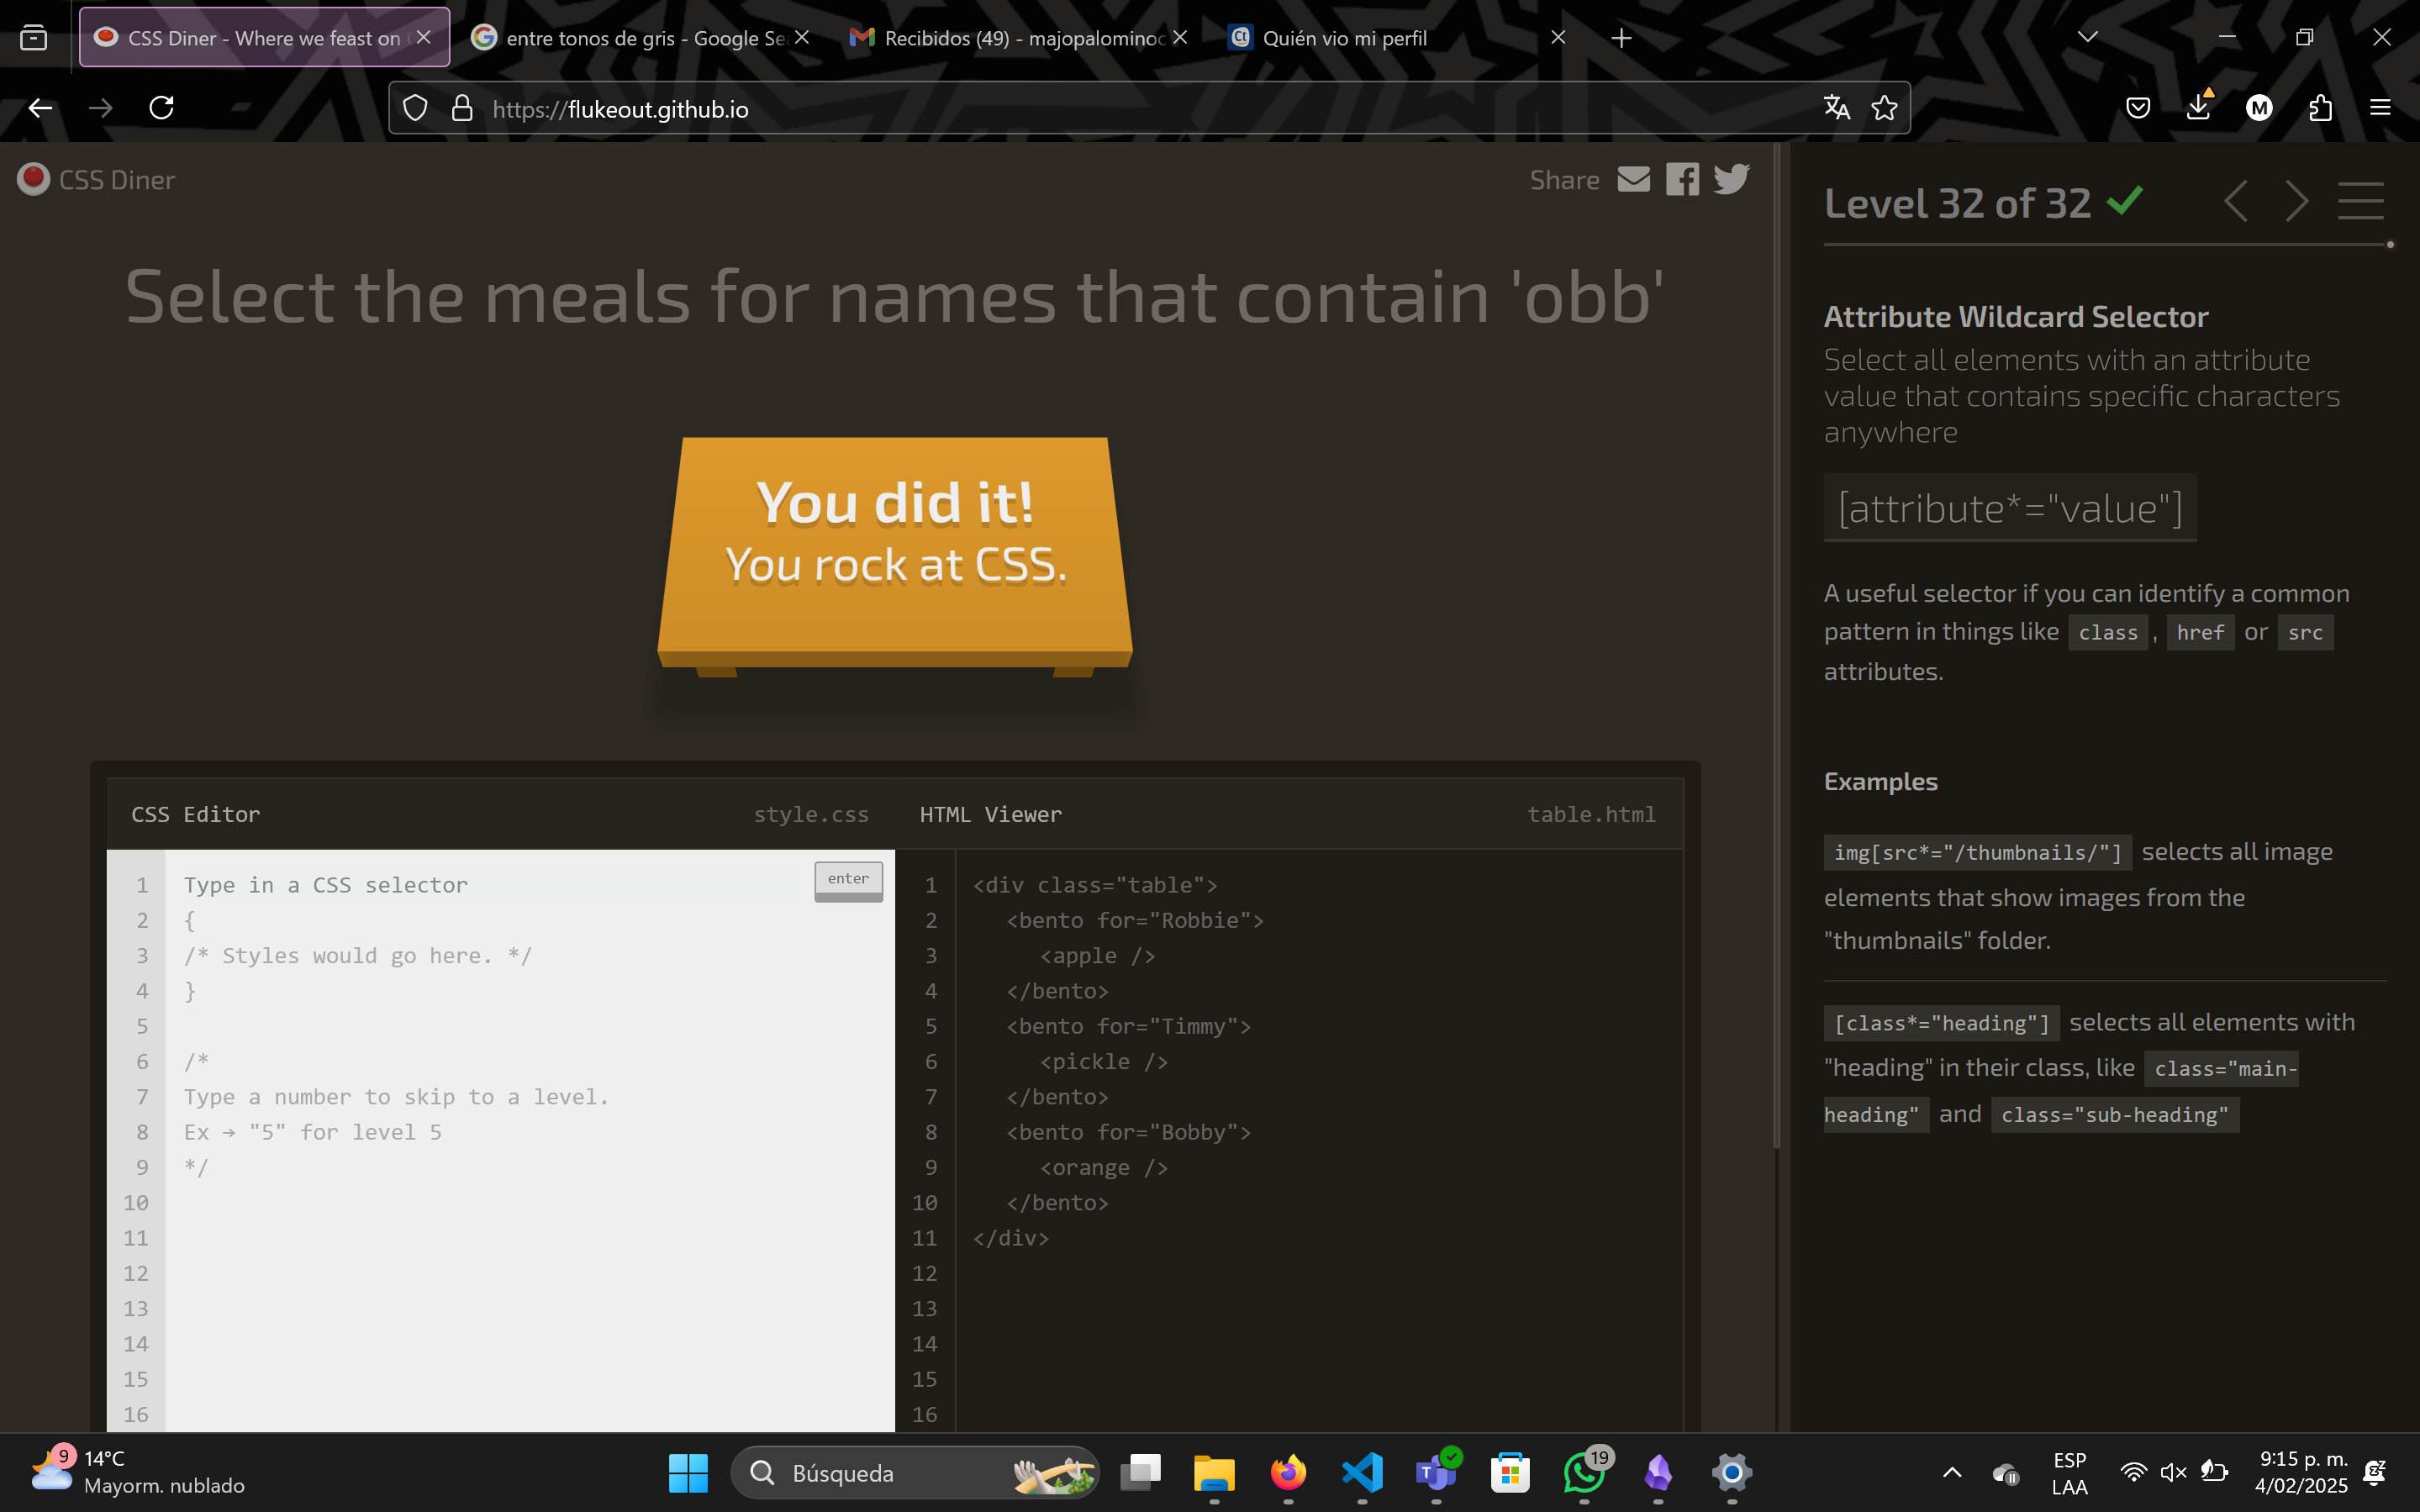 CSS Diner - Where we feast on
entre tonos de gris - Google Se
Recibidos (49) - majopalominoc
Quién vio mi perfil
https://flukeout.github.io
CSS Diner
Share
Select the meals for names that contain 'obb'
You did it!
You rock at CSS.
CSS Editor
style.css
HTML Viewer
table.html
1 Type in a CSS selector
enter
2 {
3 /* Styles would go here. */
4 }
5
6 /*
7 Type a number to skip to a level.
8 Ex → "5" for level 5
9 */
10
11
12
13
14
15
16
1 <div class="table">
2 <bento for="Robbie">
3 <apple />
4 </bento>
5 <bento for="Timmy">
6 <pickle />
7 </bento>
8 <bento for="Bobby">
9 <orange />
10 </bento>
11 </div>
12
13
14
15
16
Level 32 of 32
Attribute Wildcard Selector
Select all elements with an attribute
value that contains specific characters
anywhere
[attribute*="value"]
A useful selector if you can identify a common
pattern in things like class , href or src
attributes.
Examples
img[src*="/thumbnails/"] selects all image
elements that show images from the
"thumbnails" folder.
[class*="heading"] selects all elements with
"heading" in their class, like class="main-
heading" and class="sub-heading"
9
14°C
Mayorm. nublado
Búsqueda
19
ESP
LAA
9:15 p. m.
4/02/2025